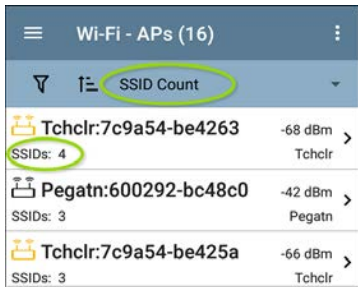 Wi-Fi - APs (16)
SSID Count
Tchclr:7c9a54-be4263
-68 dBm
SSIDs: 4
Tchclr
Pegatn:600292-bc48c0
-42 dBm
SSIDs: 3
Pegatn
Tchclr:7c9a54-be425a
-66 dBm
SSIDs: 3
Tchclr